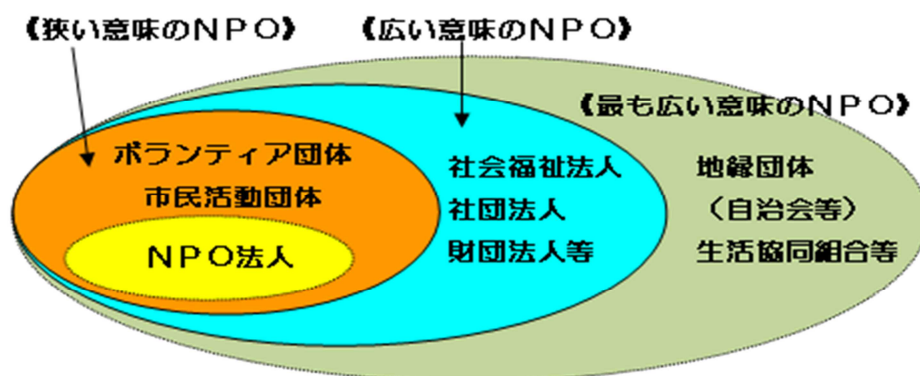 《狭い意味のNPO》
《広い意味のNPO》
《最も広い意味のNPO》
ボランティア団体
市民活動団体
NPO法人
社会福祉法人
社団法人
財団法人等
地縁団体
(自治会等)
生活協同組合等